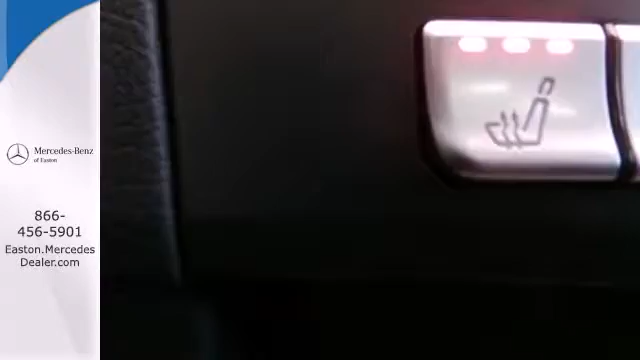 Mercedes-Benz
of Easton
866-
456-5901
Easton.Mercedes
Dealer.com